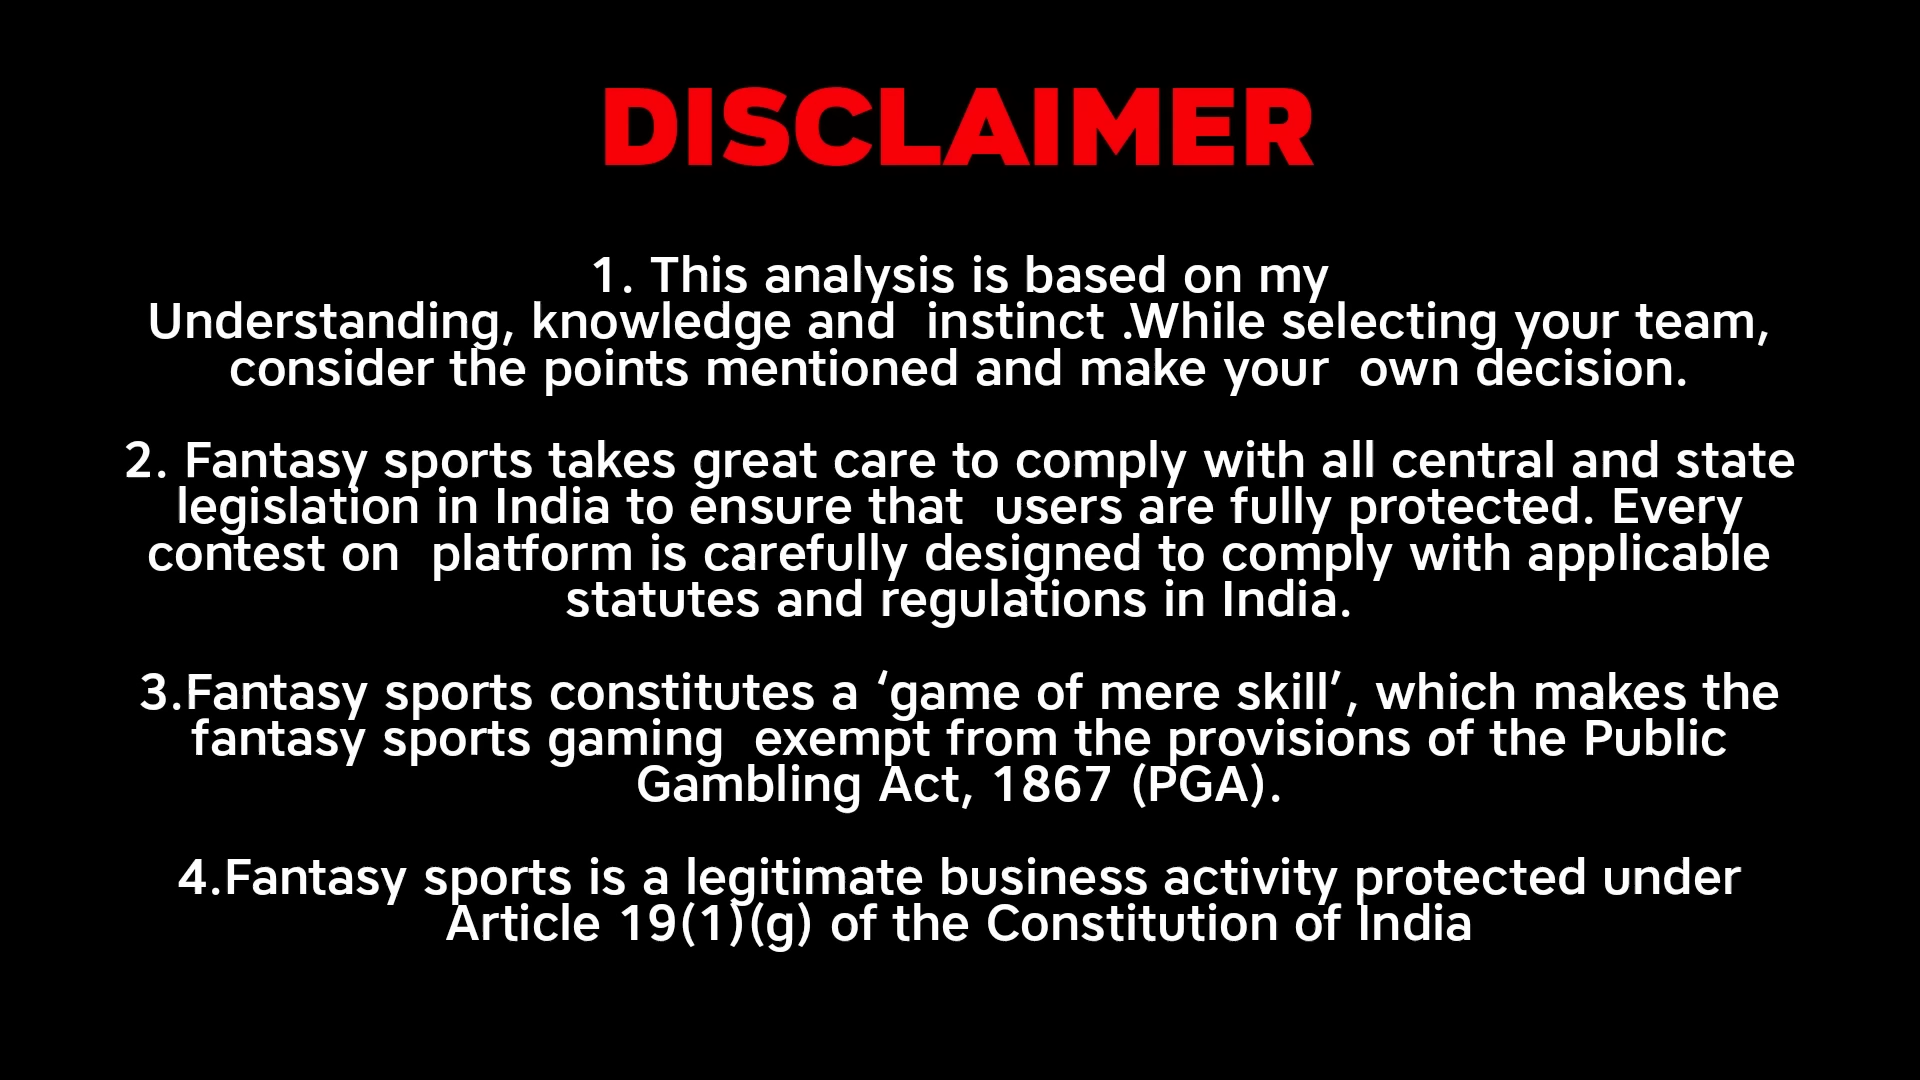 DISCLAIMER
1. This analysis is based on my
Understanding, knowledge and  instinct .While selecting your team,
consider the points mentioned and make your  own decision.
2. Fantasy sports takes great care to comply with all central and state
legislation in India to ensure that  users are fully protected. Every
contest on  platform is carefully designed to comply with applicable
statutes and regulations in India.
3.Fantasy sports constitutes a ‘game of mere skill’, which makes the
fantasy sports gaming  exempt from the provisions of the Public
Gambling Act, 1867 (PGA).
4.Fantasy sports is a legitimate business activity protected under
Article 19(1)(g) of the Constitution of India